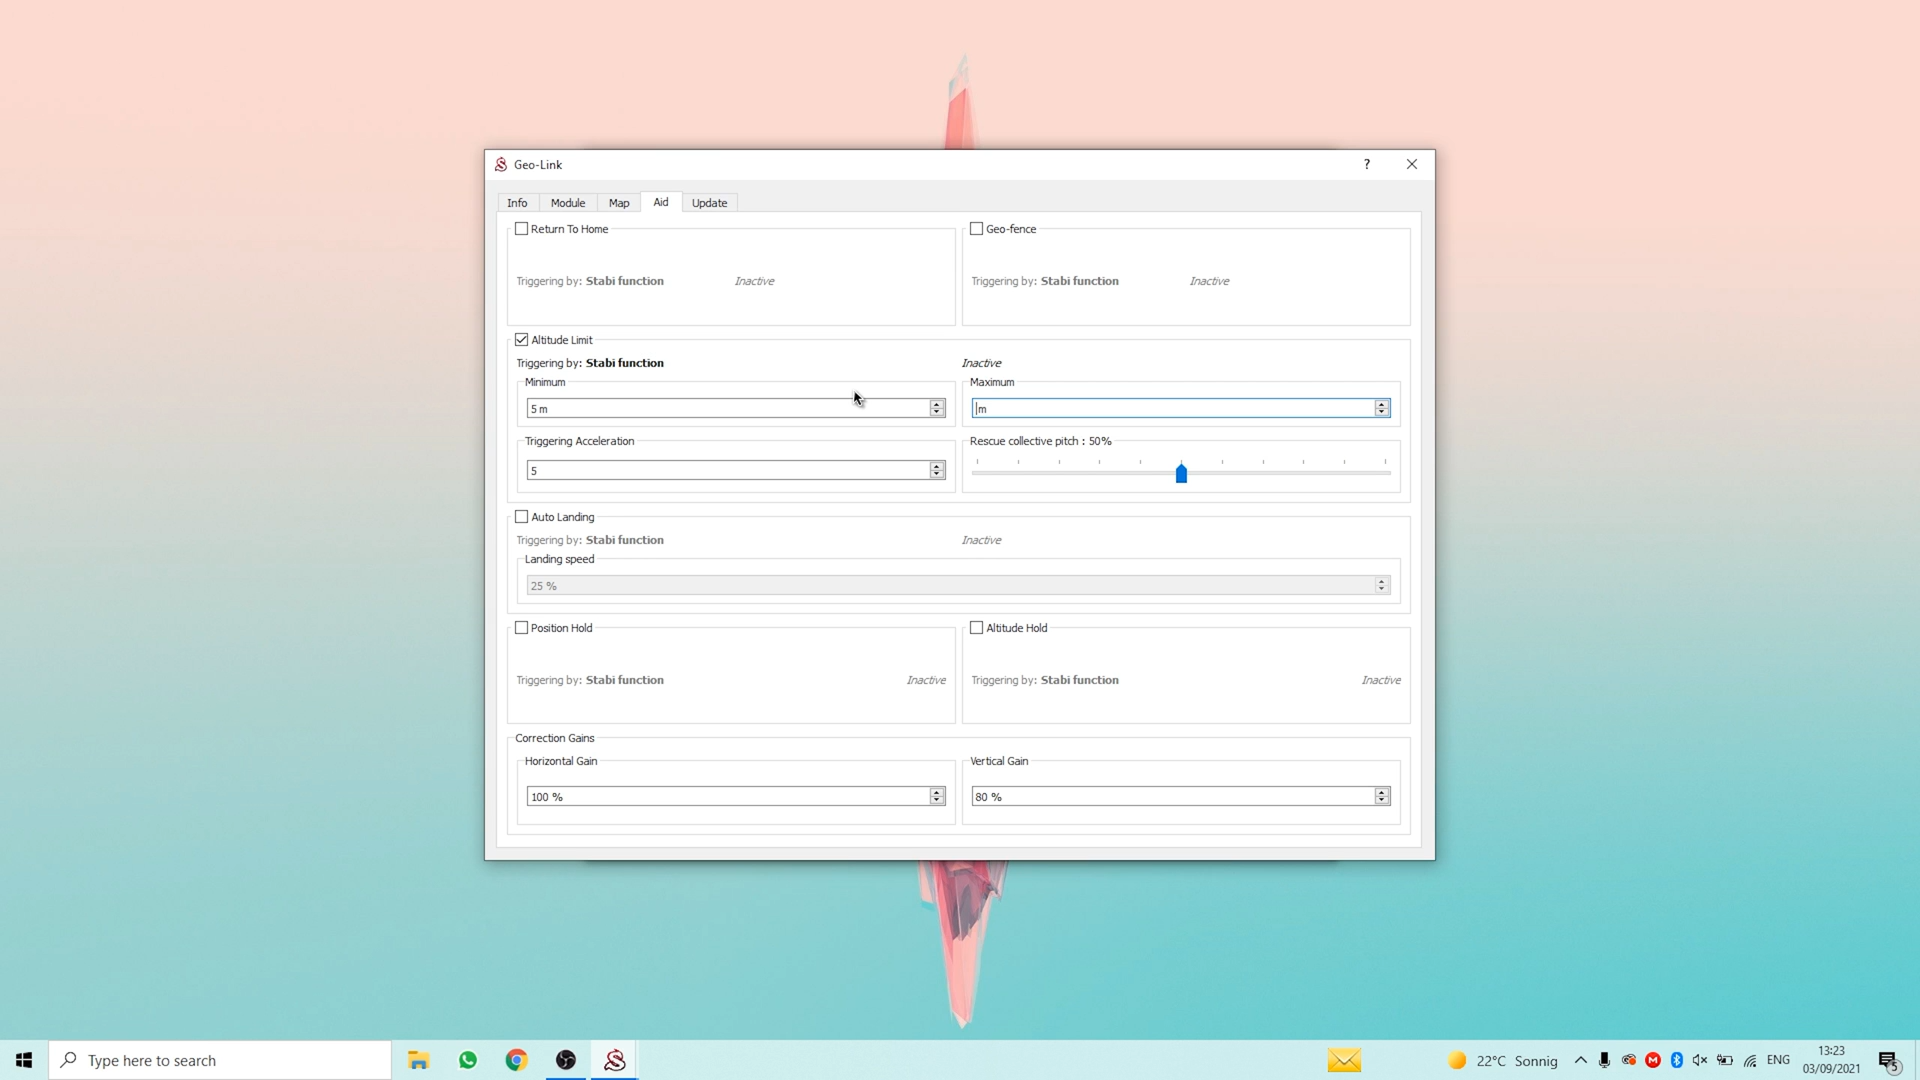 Geo-Link
?
Info
Module
Map
Aid
Update
Return To Home
Triggering by: Stabi function
Inactive
Geo-fence
Triggering by: Stabi function
Inactive
Altitude Limit
Triggering by: Stabi function
Inactive
Minimum
5 m
Maximum
m
Triggering Acceleration
5
Rescue collective pitch : 50%
Auto Landing
Triggering by: Stabi function
Inactive
Landing speed
25 %
Position Hold
Triggering by: Stabi function
Inactive
Altitude Hold
Triggering by: Stabi function
Inactive
Correction Gains
Horizontal Gain
100 %
Vertical Gain
80 %
Type here to search
22°C Sonnig
M
ENG
13:23
03/09/2021
5